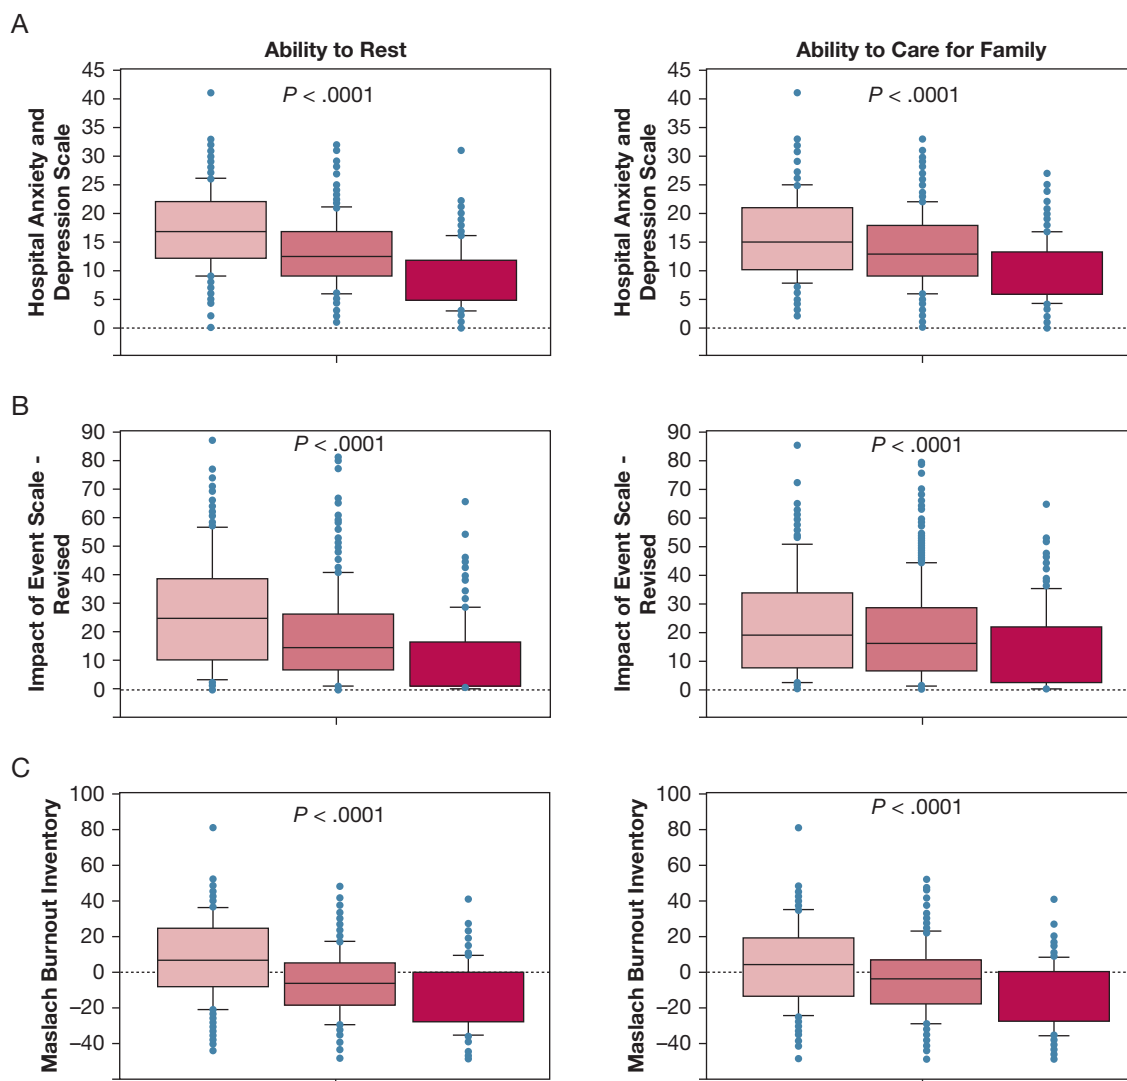 A
Ability to Rest
Ability to Care for Family
Hospital Anxiety and
Depression Scale
45
40
35
30
25
20
15
10
5
0
P < .0001
Hospital Anxiety and
Depression Scale
45
40
35
30
25
20
15
10
5
0
P < .0001
B
Impact of Event Scale -
Revised
90
80
70
60
50
40
30
20
10
0
P < .0001
Impact of Event Scale -
Revised
90
80
70
60
50
40
30
20
10
0
P < .0001
C
Maslach Burnout Inventory
100
80
60
40
20
0
−20
−40
P < .0001
Maslach Burnout Inventory
100
80
60
40
20
0
−20
−40
P < .0001